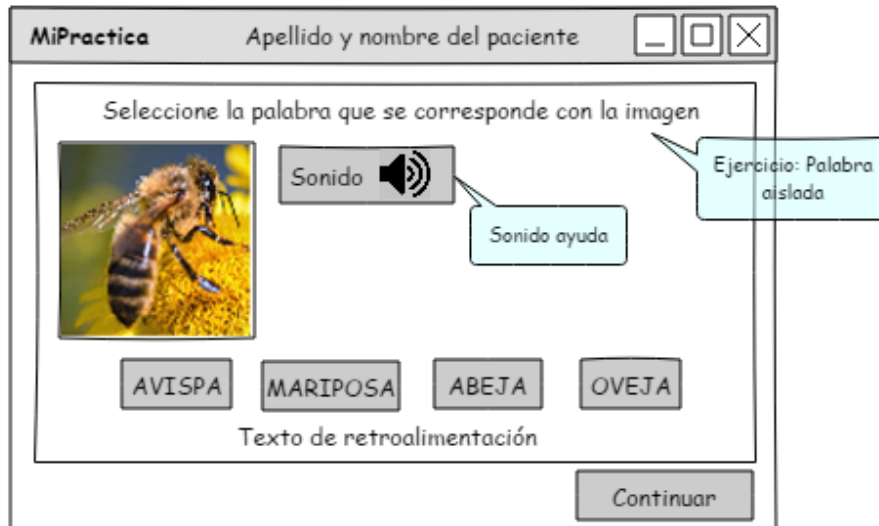 MiPractica Apellido y nombre del paciente
Seleccione la palabra que se corresponde con la imagen
Ejercicio: Palabra
aislada
Sonido
Sonido ayuda
AVISPA MARIPOSA ABEJA OVEJA
Texto de retroalimentación
Continuar